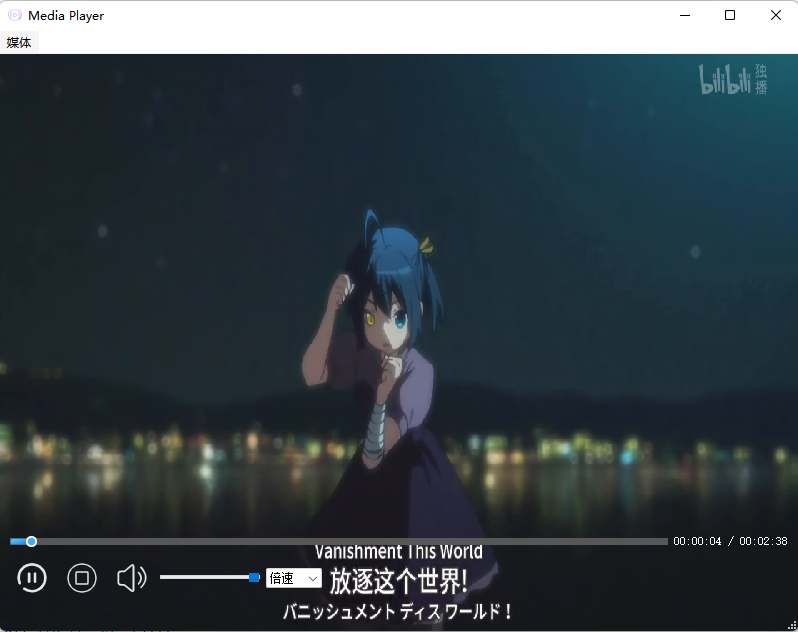 Media Player
媒体
bilibili 独播
00:00:04 / 00:02:38
Vanishment This World
倍速
放逐这个世界!
バニッシュメント ディス ワールド！